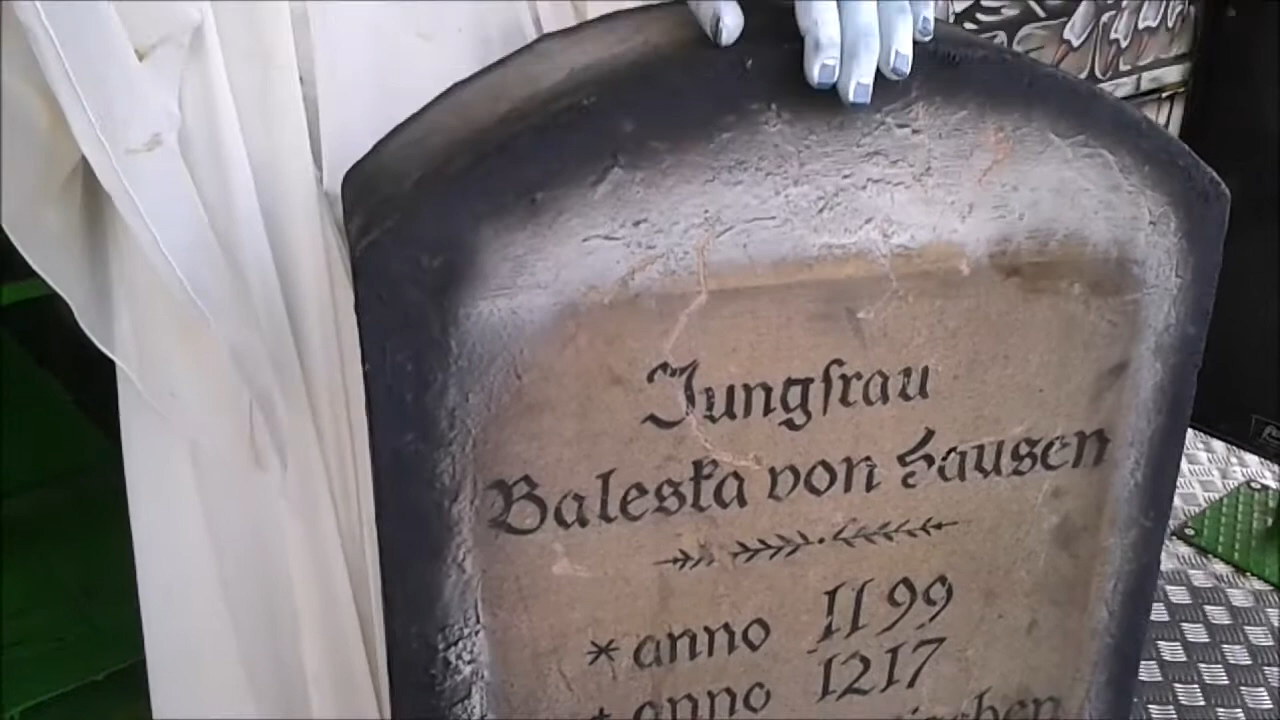 Jungfrau
Baleska von Hausen
* anno 1199
† anno 1217